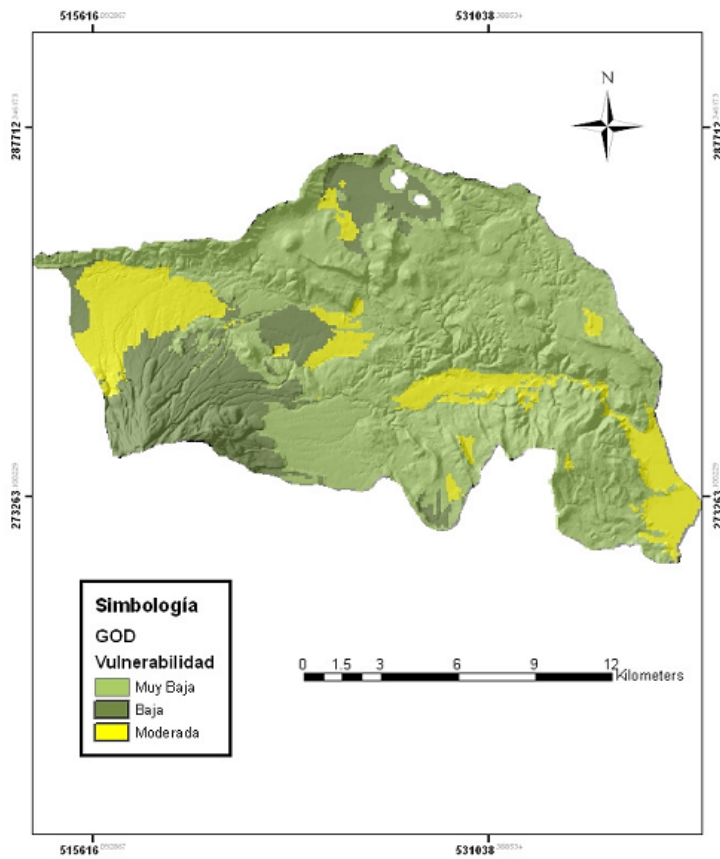 515616 531038
N
287712 287712
273263 273263
Simbología
GOD
Vulnerabilidad
Muy Baja
Baja
Moderada
0 1.5 3 6 9 12
Kilometers
515616 531038